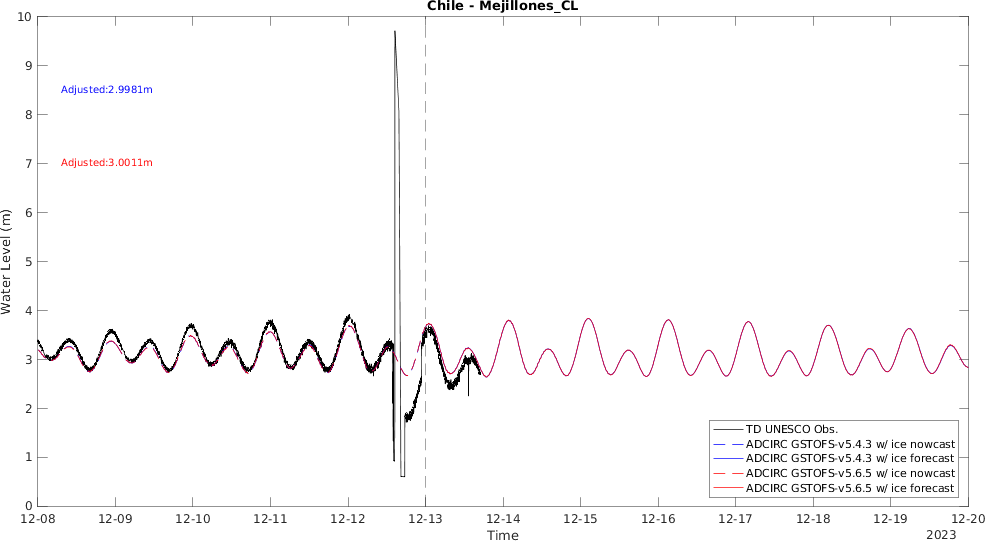 Chile - Mejillones_CL
10
9
8
7
6
5
4
3
2
1
0
Water Level (m)
Adjusted:2.9981m
Adjusted:3.0011m
TD UNESCO Obs.
ADCIRC GSTOFS-v5.4.3 w/ ice nowcast
ADCIRC GSTOFS-v5.4.3 w/ ice forecast
ADCIRC GSTOFS-v5.6.5 w/ ice nowcast
ADCIRC GSTOFS-v5.6.5 w/ ice forecast
12-08 12-09 12-10 12-11 12-12 12-13 12-14 12-15 12-16 12-17 12-18 12-19 12-20
Time
2023